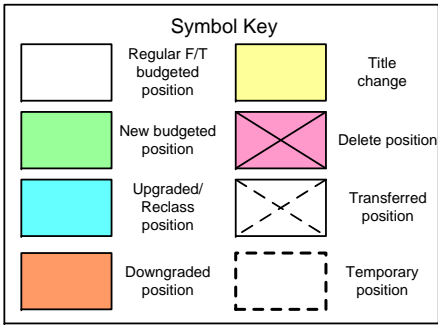 Symbol Key
Regular F/T
budgeted
position
Title
change
New budgeted
position
Delete position
Upgraded/
Reclass
position
Transferred
position
Downgraded
position
Temporary
position